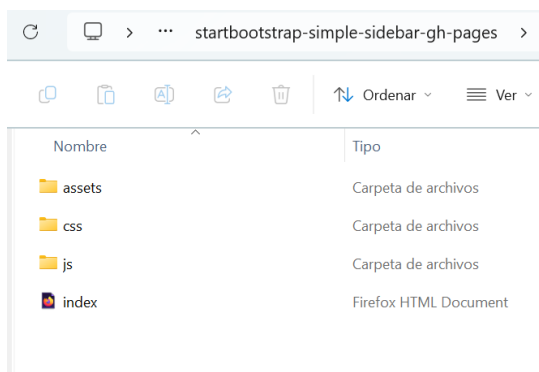 startbootstrap-simple-sidebar-gh-pages
Ordenar Ver
Nombre Tipo
assets Carpeta de archivos
css Carpeta de archivos
js Carpeta de archivos
index Firefox HTML Document